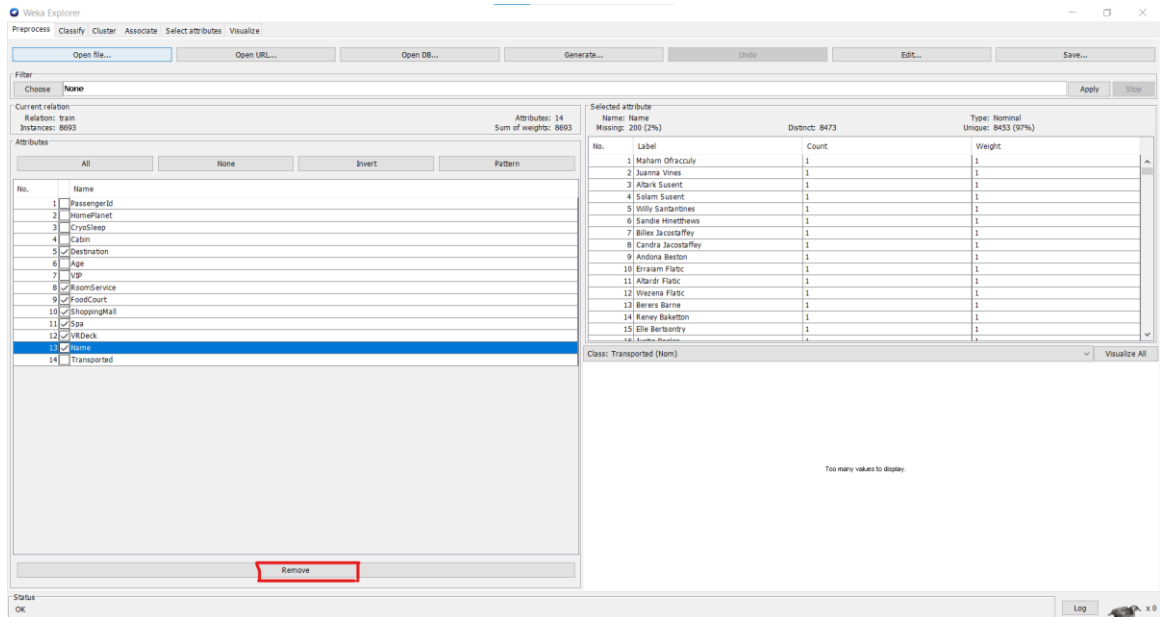 Weka Explorer
Preprocess Classify Cluster Associate Select attributes Visualize
Open file... Open URL... Open DB... Generate... Undo Edit... Save...
Filter
Choose None Apply Stop
Current relation
Relation: train Attributes: 14
Instances: 8693 Sum of weights: 8693
Attributes
All None Invert Pattern
No. Name
1 PassengerId
2 HomePlanet
3 CryoSleep
4 Cabin
5 Destination
6 Age
7 VIP
8 RoomService
9 FoodCourt
10 ShoppingMall
11 Spa
12 VRDeck
13 Name
14 Transported
Remove
Selected attribute
Name: Name Type: Nominal
Missing: 200 (2%) Distinct: 8473 Unique: 8453 (97%)
No. Label Count Weight
1 Maham Ofracculy 1 1
2 Juanna Vines 1 1
3 Altark Susent 1 1
4 Solam Susent 1 1
5 Willy Santantines 1 1
6 Sandie Hinetthews 1 1
7 Billex Jacostaffey 1 1
8 Candra Jacostaffey 1 1
9 Andona Beston 1 1
10 Erraiam Flatic 1 1
11 Altardr Flatic 1 1
12 Wezena Flatic 1 1
13 Berers Barne 1 1
14 Reney Baketton 1 1
15 Elle Bertsontry 1 1
Class: Transported (Nom) Visualize All
Too many values to display.
Status
OK Log x 0